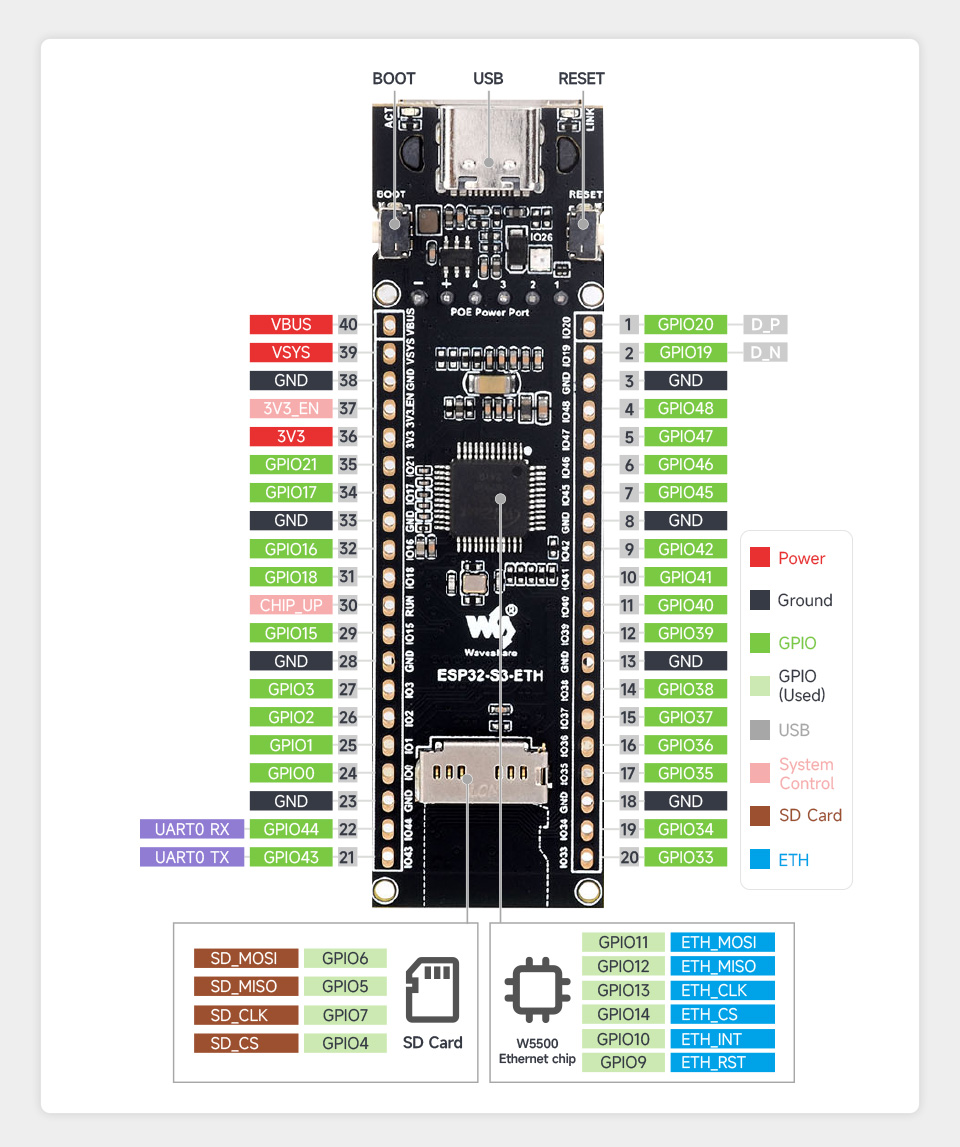 BOOT USB RESET
ACT LINK
BOOT RESET
IO26
4 3 2 1
POE Power Port
VBUS 40 VBUS IO20 1 GPIO20 D_P
VSYS 39 VSYS IO19 2 GPIO19 D_N
GND 38 GND GND 3 GND
3V3_EN 37 3V3.EN IO48 4 GPIO48
3V3 36 3V3 IO47 5 GPIO47
GPIO21 35 IO21 IO46 6 GPIO46
GPIO17 34 IO17 IO45 7 GPIO45
GND 33 GND GND 8 GND
GPIO16 32 IO16 IO42 9 GPIO42
GPIO18 31 IO18 IO41 10 GPIO41
CHIP_UP 30 RUN IO40 11 GPIO40
GPIO15 29 IO15 IO39 12 GPIO39
GND 28 GND GND 13 GND
GPIO3 27 IO3 IO38 14 GPIO38
GPIO2 26 IO2 IO37 15 GPIO37
GPIO1 25 IO1 IO36 16 GPIO36
GPIO0 24 IO0 IO35 17 GPIO35
GND 23 GND GND 18 GND
UART0 RX GPIO44 22 IO44 IO34 19 GPIO34
UART0 TX GPIO43 21 IO43 IO33 20 GPIO33
®
Waveshare
ESP32-S3-ETH
Power
Ground
GPIO
GPIO
(Used)
USB
System
Control
SD Card
ETH
SD_MOSI GPIO6
SD_MISO GPIO5
SD_CLK GPIO7
SD_CS GPIO4
SD Card
W5500
Ethernet chip
GPIO11 ETH_MOSI
GPIO12 ETH_MISO
GPIO13 ETH_CLK
GPIO14 ETH_CS
GPIO10 ETH_INT
GPIO9 ETH_RST